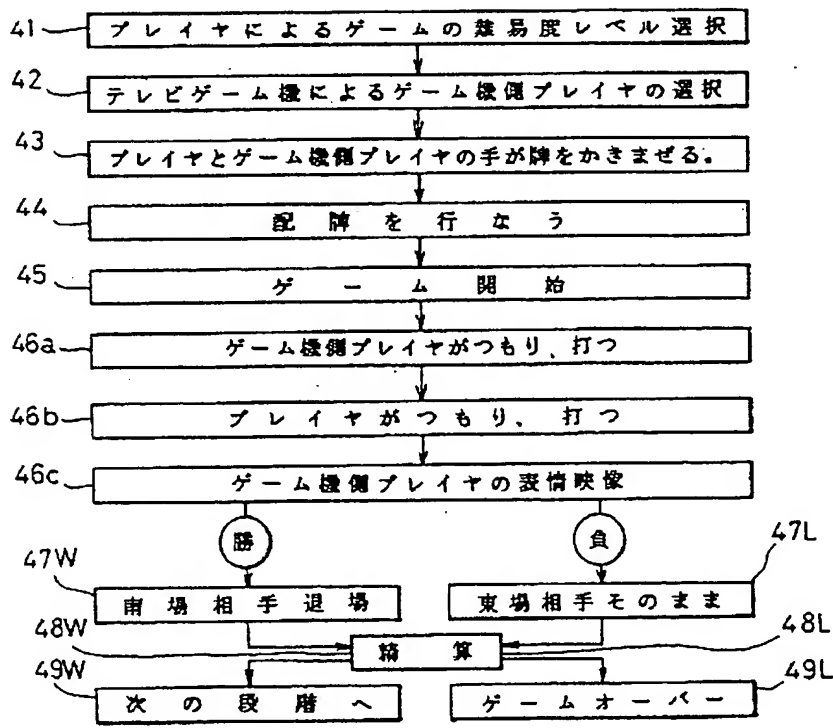 41 プレイヤによるゲームの難易度レベル選択
42 テレビゲーム機によるゲーム機側プレイヤの選択
43 プレイヤとゲーム機側プレイヤの手が牌をかきまぜる。
44 配牌を行なう
45 ゲーム開始
46a ゲーム機側プレイヤがつもり、打つ
46b プレイヤがつもり、打つ
46c ゲーム機側プレイヤの表情映像
勝 負
47W 47L
南場相手退場 東場相手そのまま
48W 精算 48L
49W 49L
次の段階へ ゲームオーバー